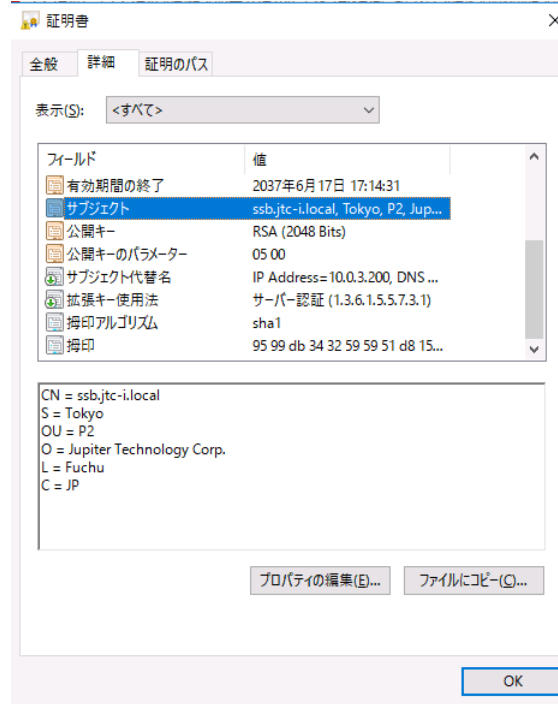 証明書
全般 詳細 証明のパス
表示(S): <すべて>
フィールド 値
有効期間の終了 2037年6月17日 17:14:31
サブジェクト ssb.jtc-i.local, Tokyo, P2, Jup...
公開キー RSA (2048 Bits)
公開キーのパラメーター 05 00
サブジェクト代替名 IP Address=10.0.3.200, DNS ...
拡張キー使用法 サーバー認証 (1.3.6.1.5.5.7.3.1)
拇印アルゴリズム sha1
拇印 95 99 db 34 32 59 59 51 d8 15...
CN = ssb.jtc-i.local
S = Tokyo
OU = P2
O = Jupiter Technology Corp.
L = Fuchu
C = JP
プロパティの編集(E)... ファイルにコピー(C)...
OK